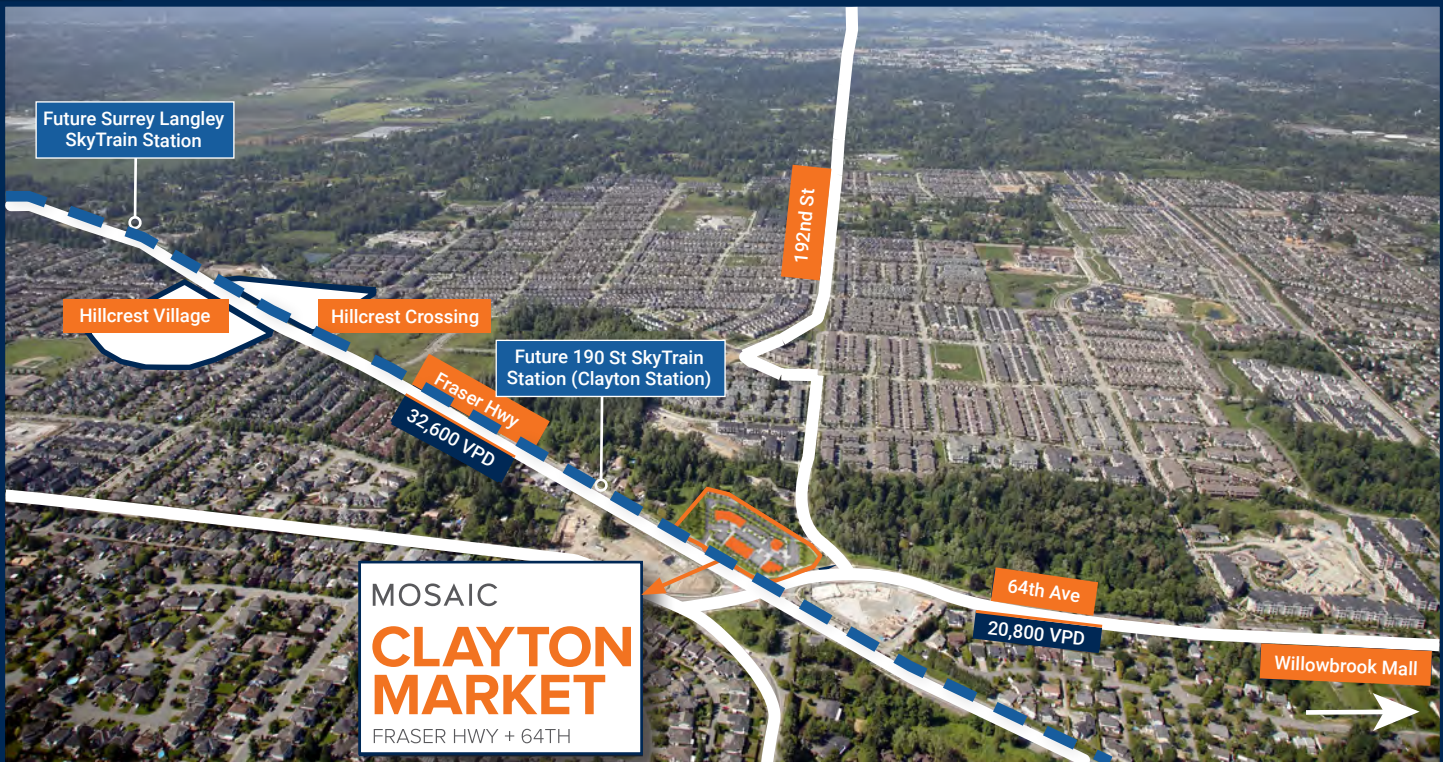 Future Surrey Langley
SkyTrain Station
192nd St
Hillcrest Village
Hillcrest Crossing
Future 190 St SkyTrain
Station (Clayton Station)
Fraser Hwy
32,600 VPD
MOSAIC
CLAYTON
MARKET
FRASER HWY + 64TH
64th Ave
20,800 VPD
Willowbrook Mall